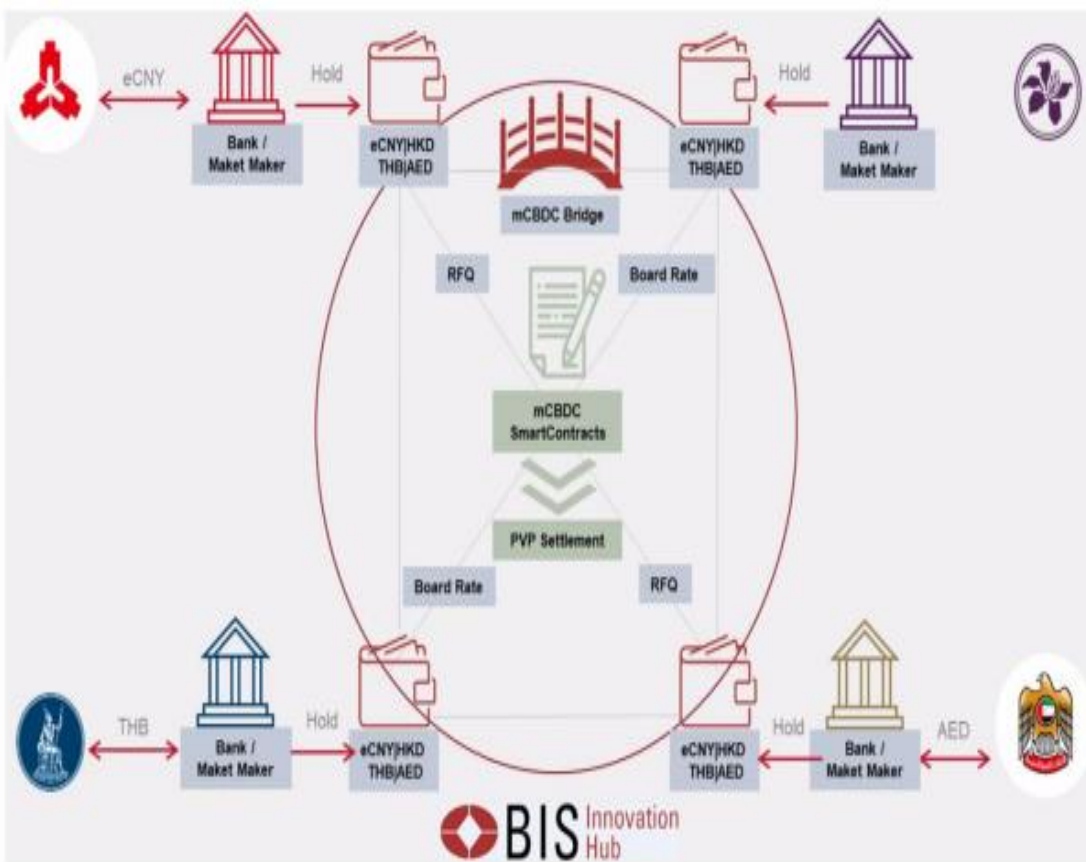 eCNY
Hold
Hold
Bank /
Maket Maker
eCNY|HKD
THB|AED
eCNY|HKD
THB|AED
Bank /
Maket Maker
mCBDC Bridge
RFQ
Board Rate
mCBDC
SmartContracts
PVP Settlement
Board Rate
RFQ
THB
Hold
Hold
AED
Bank /
Maket Maker
eCNY|HKD
THB|AED
eCNY|HKD
THB|AED
Bank /
Maket Maker
BIS Innovation
Hub